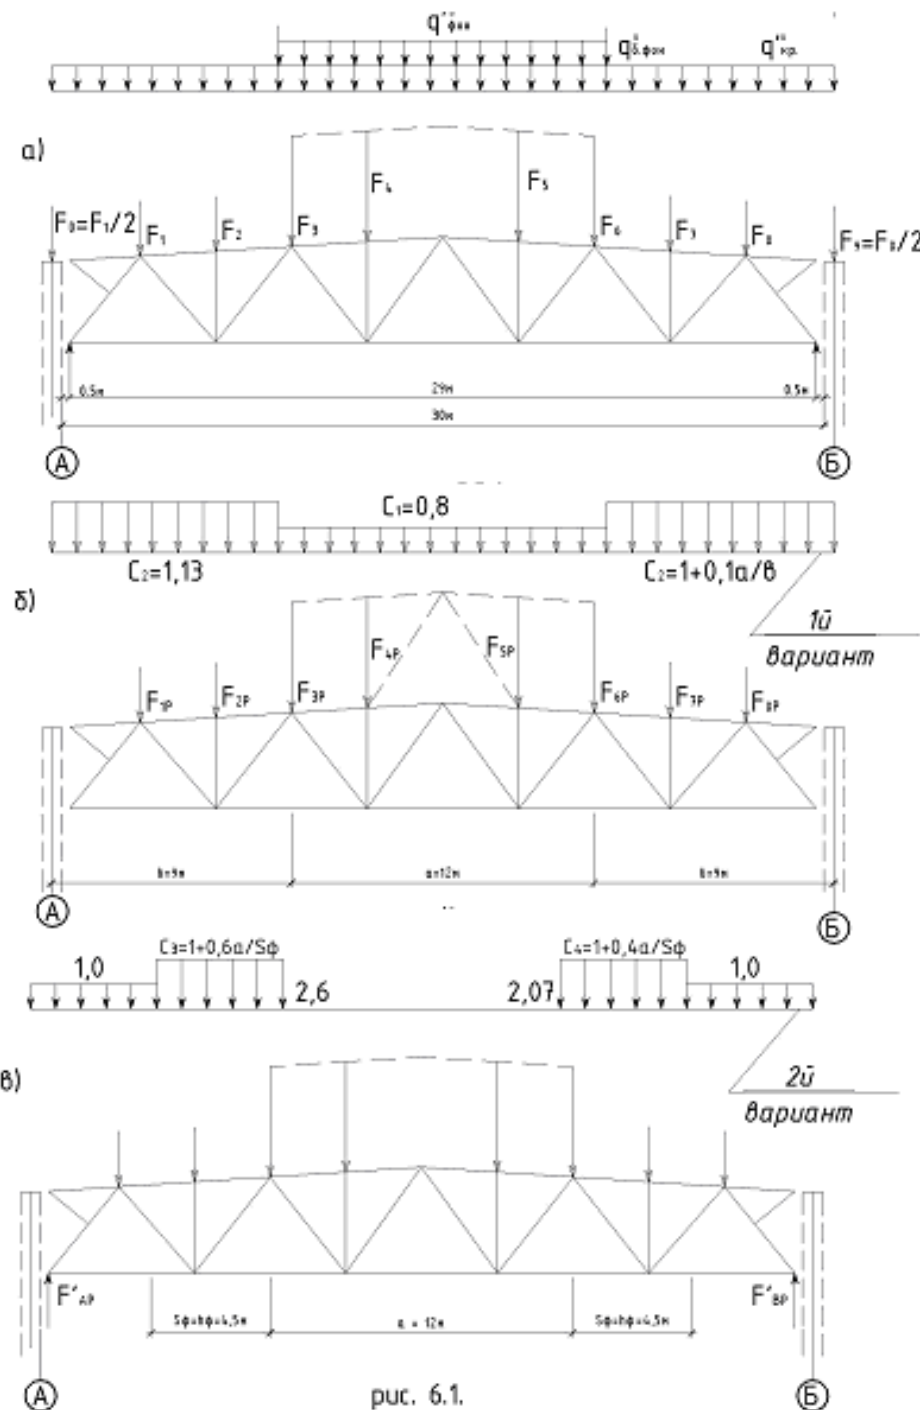 q''фон
q''б.фон q''кр.
а)
F₀=F₁/2 F₁ F₂ F₃ F₄ F₅ F₆ F₇ F₈ F₉=F₈/2
0.5м 29м 0.5м
30м
А Б
C₁=0,8
C₂=1,13 C₂=1+0,1а/в
1й
вариант
б)
F₁Р F₂Р F₃Р F₄Р F₅Р F₆Р F₇Р F₈Р
в=9м а=12м в=9м
А Б
1,0 C₃=1+0,6а/Sф 2,6 2,07 C₄=1+0,4а/Sф 1,0
2й
вариант
в)
F'АР F'ВР
Sф=hф=4,5м а = 12м Sф=hф=4,5м
А Б
рис. 6.1.